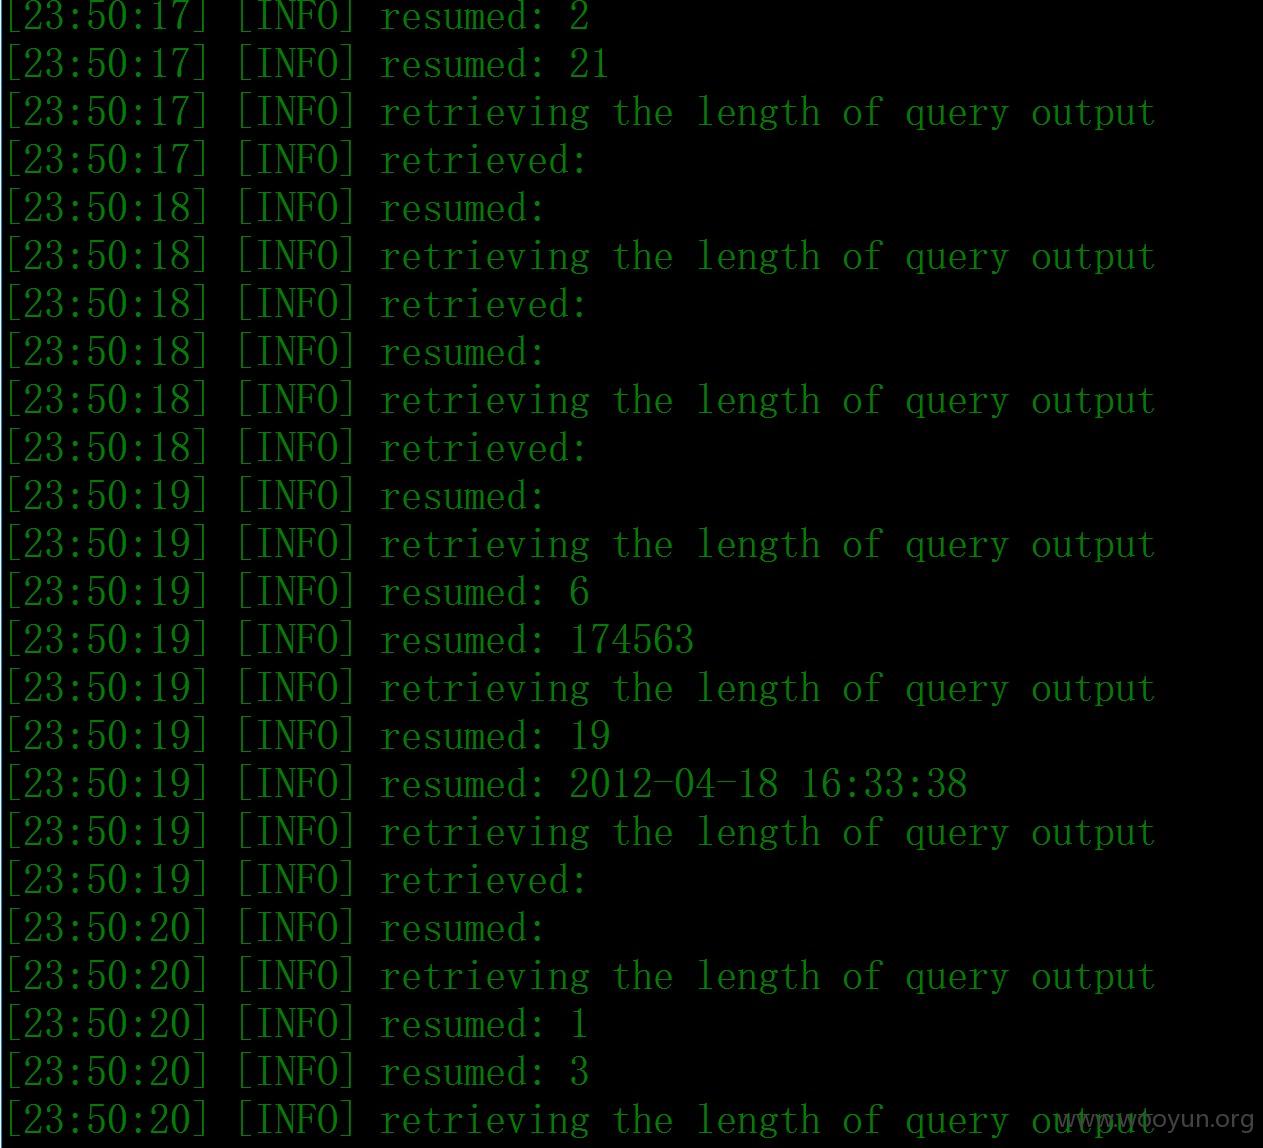 [23:50:17] [INFO] resumed: 2
[23:50:17] [INFO] resumed: 21
[23:50:17] [INFO] retrieving the length of query output
[23:50:17] [INFO] retrieved:
[23:50:18] [INFO] resumed:
[23:50:18] [INFO] retrieving the length of query output
[23:50:18] [INFO] retrieved:
[23:50:18] [INFO] resumed:
[23:50:18] [INFO] retrieving the length of query output
[23:50:18] [INFO] retrieved:
[23:50:19] [INFO] resumed:
[23:50:19] [INFO] retrieving the length of query output
[23:50:19] [INFO] resumed: 6
[23:50:19] [INFO] resumed: 174563
[23:50:19] [INFO] retrieving the length of query output
[23:50:19] [INFO] resumed: 19
[23:50:19] [INFO] resumed: 2012-04-18 16:33:38
[23:50:19] [INFO] retrieving the length of query output
[23:50:19] [INFO] retrieved:
[23:50:20] [INFO] resumed:
[23:50:20] [INFO] retrieving the length of query output
[23:50:20] [INFO] resumed: 1
[23:50:20] [INFO] resumed: 3
[23:50:20] [INFO] retrieving the length of query output
www.wooyun.org